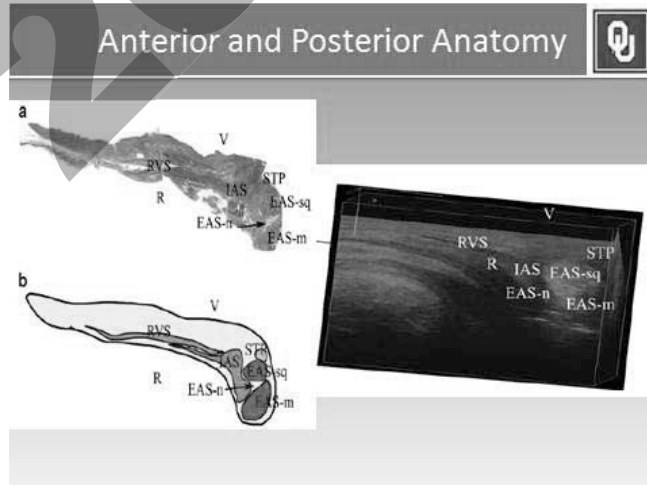 Anterior and Posterior Anatomy
OU
a
V
RVS
STP
R
IAS
EAS-sq
EAS-n
EAS-m
b
V
RVS
STP
IAS
R
EAS-sq
EAS-n
EAS-m
V
RVS
STP
R
IAS EAS-sq
EAS-n
EAS-m